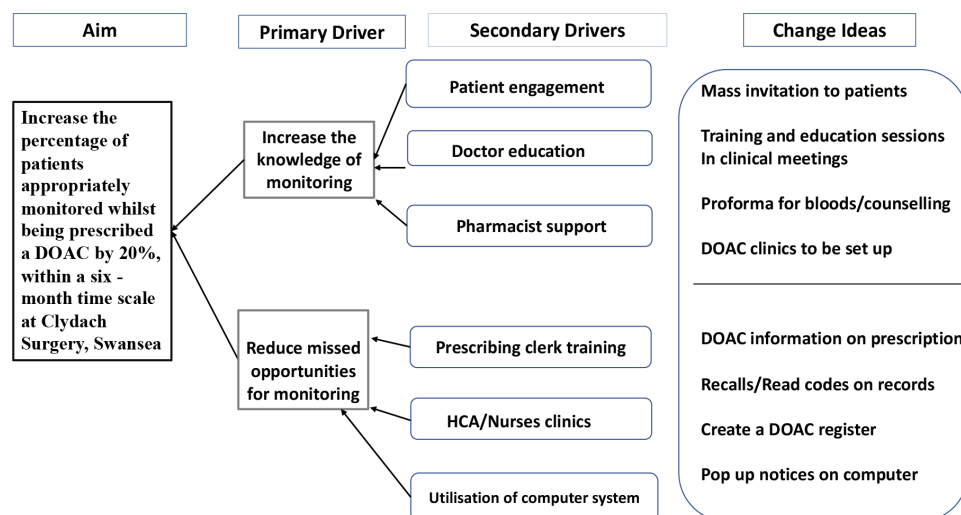 Aim
Primary Driver
Secondary Drivers
Change Ideas
Increase the
percentage of
patients
appropriately
monitored whilst
being prescribed
a DOAC by 20%,
within a six -
month time scale
at Clydach
Surgery, Swansea
Increase the
knowledge of
monitoring
Reduce missed
opportunities
for monitoring
Patient engagement
Doctor education
Pharmacist support
Prescribing clerk training
HCA/Nurses clinics
Utilisation of computer system
Mass invitation to patients
Training and education sessions
In clinical meetings
Proforma for bloods/counselling
DOAC clinics to be set up
DOAC information on prescription
Recalls/Read codes on records
Create a DOAC register
Pop up notices on computer